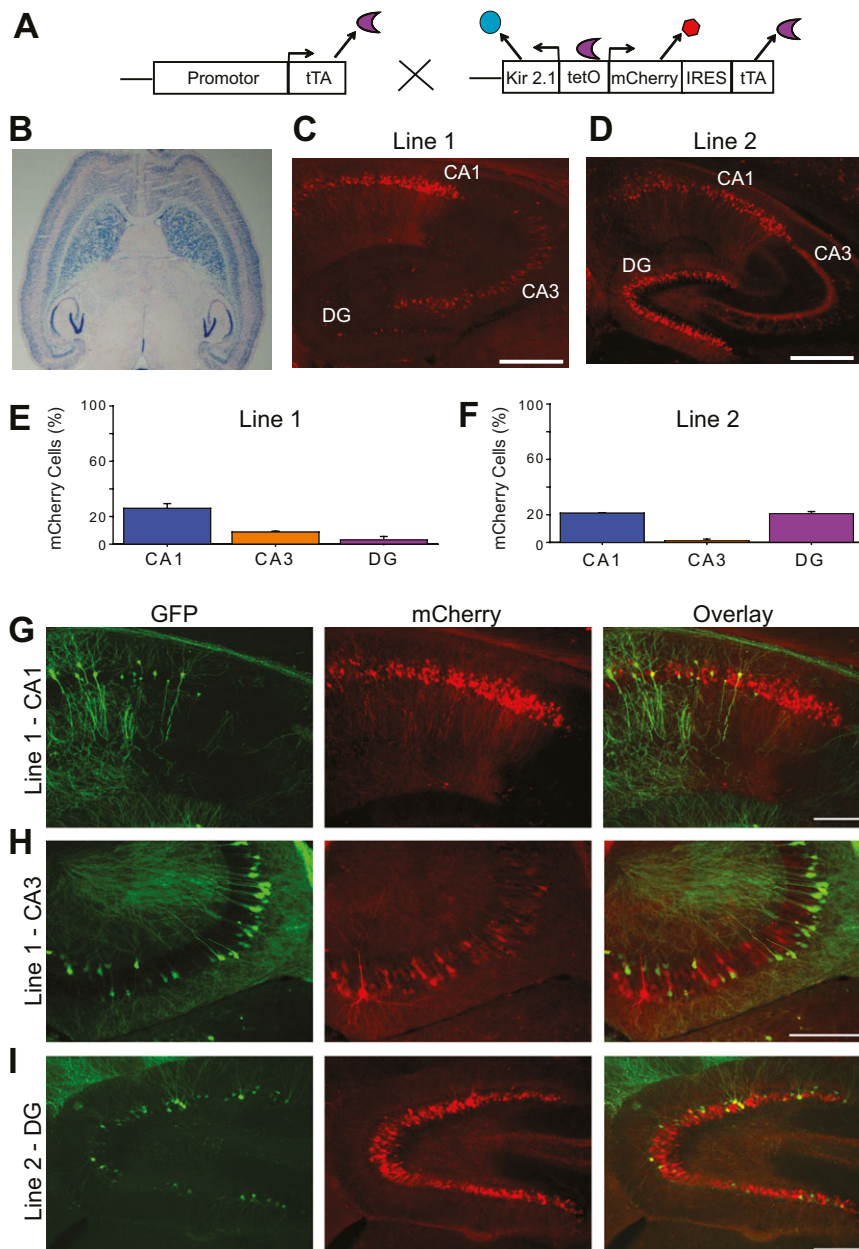 A
Promotor
tTA
Kir 2.1
tetO
mCherry
IRES
tTA
B
C
Line 1
CA1
CA3
DG
D
Line 2
CA1
CA3
DG
E
Line 1
mCherry Cells (%)
100
60
20
0
CA1
CA3
DG
F
Line 2
mCherry Cells (%)
100
60
20
0
CA1
CA3
DG
GFP
mCherry
Overlay
G
Line 1 - CA1
H
Line 1 - CA3
I
Line 2 - DG